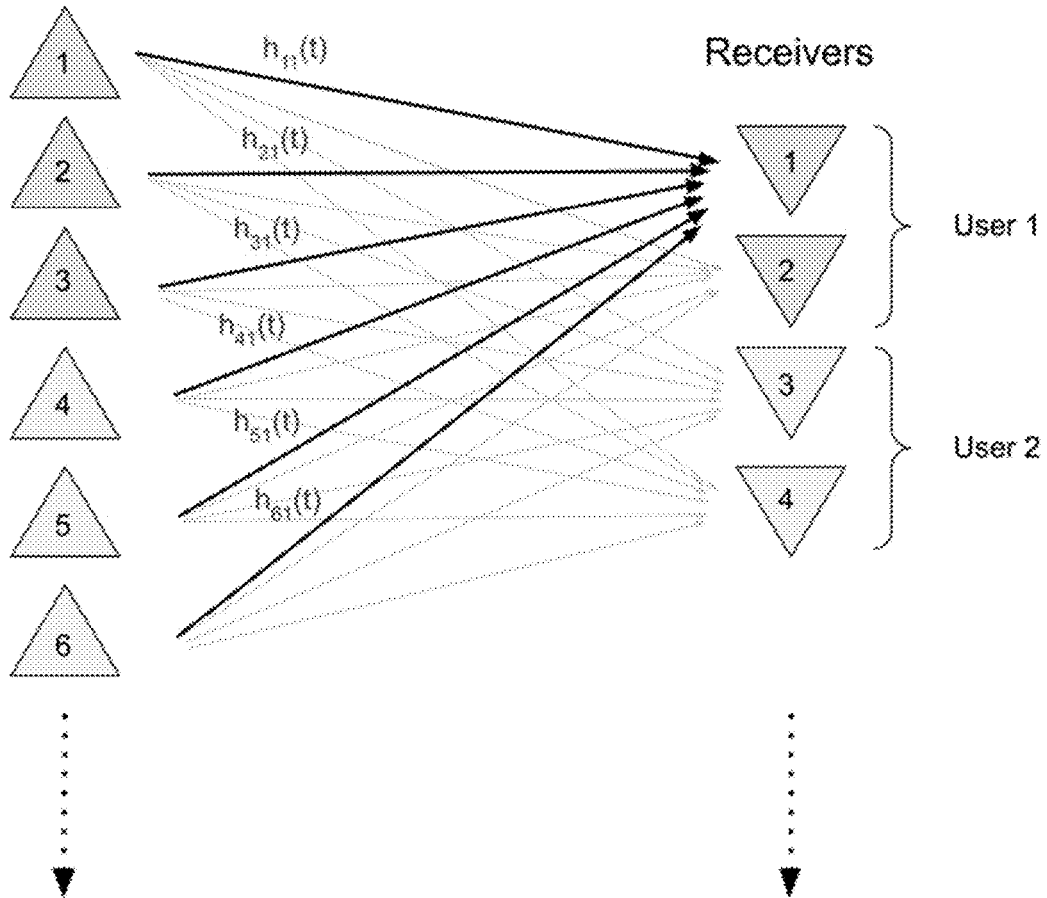 1
h₁₁(t)
Receivers
2
h₂₁(t)
1
User 1
3
h₃₁(t)
2
4
h₄₁(t)
3
User 2
5
h₅₁(t)
4
6
h₆₁(t)